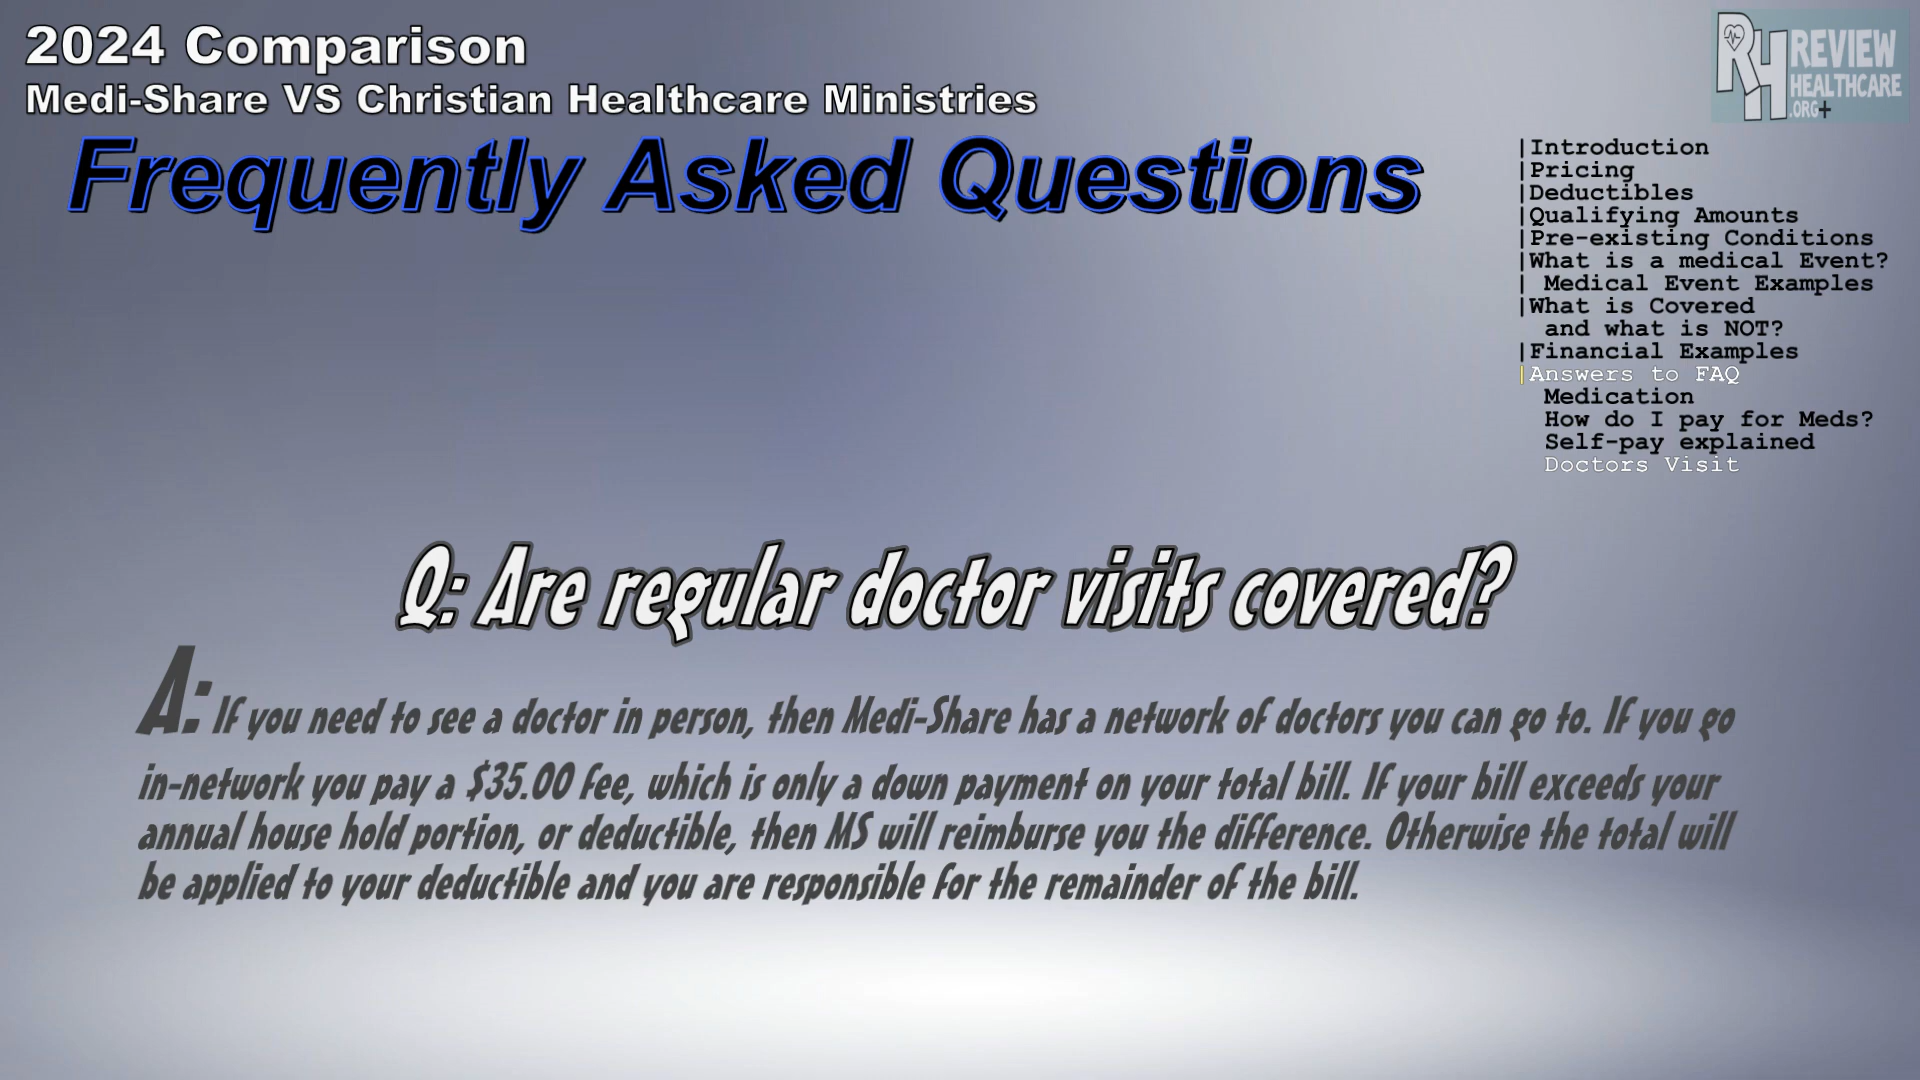 2024 Comparison
Medi-Share VS Christian Healthcare Ministries
Frequently Asked Questions
RH REVIEW
HEALTHCARE
.ORG+
|Introduction
|Pricing
|Deductibles
|Qualifying Amounts
|Pre-existing Conditions
|What is a medical Event?
| Medical Event Examples
|What is Covered
and what is NOT?
|Financial Examples
|Answers to FAQ
Medication
How do I pay for Meds?
Self-pay explained
Doctors Visit
Q: Are regular doctor visits covered?
A: If you need to see a doctor in person, then Medi-Share has a network of doctors you can go to. If you go
in-network you pay a $35.00 fee, which is only a down payment on your total bill. If your bill exceeds your
annual house hold portion, or deductible, then MS will reimburse you the difference. Otherwise the total will
be applied to your deductible and you are responsible for the remainder of the bill.